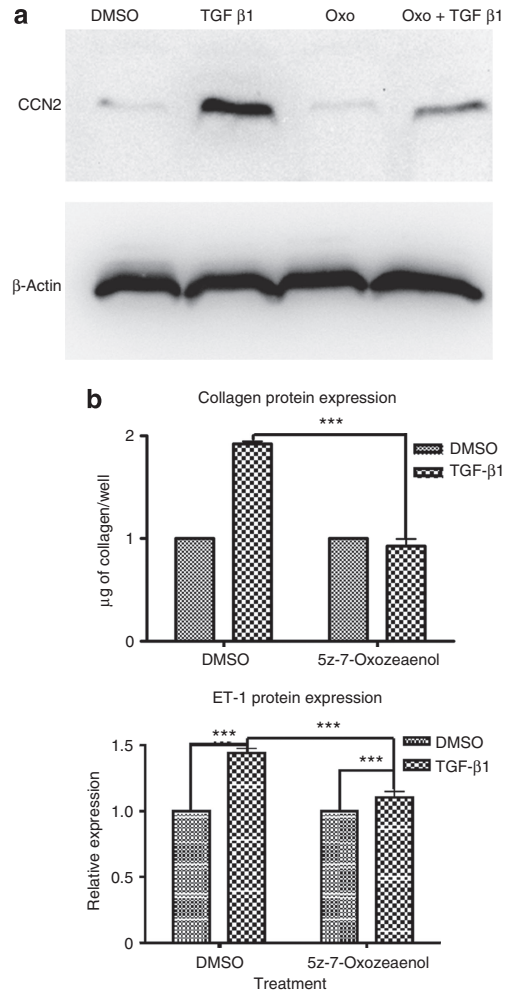 a
DMSO TGF β1 Oxo Oxo + TGF β1
CCN2
β-Actin
b
Collagen protein expression
***
2
1
0
µg of collagen/well
DMSO
TGF-β1
DMSO 5z-7-Oxozeaenol
ET-1 protein expression
*** ***
***
***
1.5
1.0
0.5
0
Relative expression
DMSO
TGF-β1
DMSO 5z-7-Oxozeaenol
Treatment